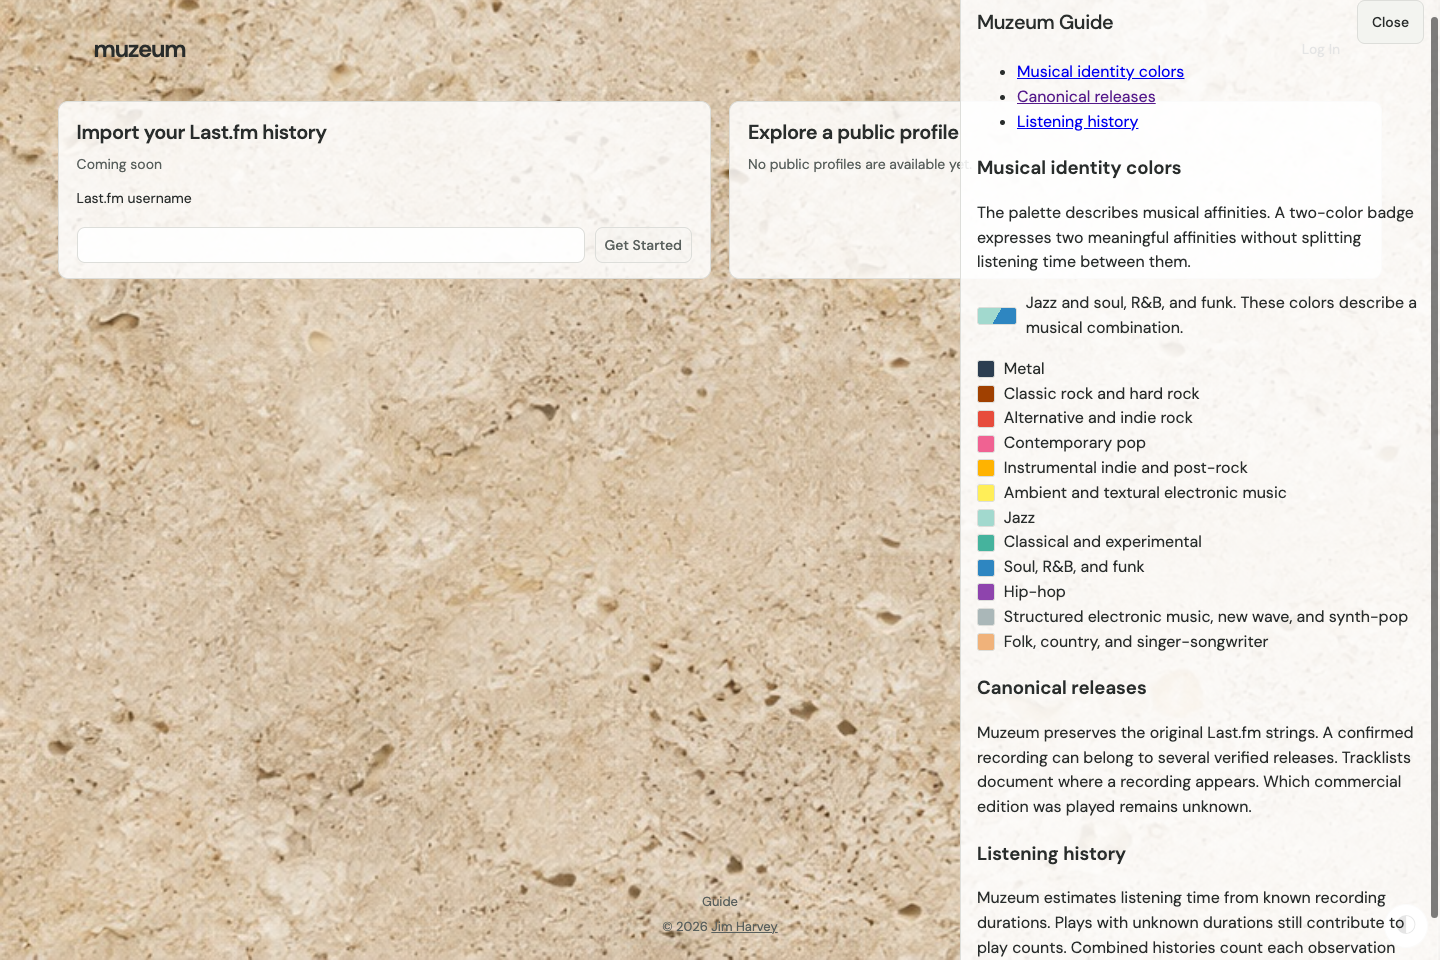 muzeum
Import your Last.fm history
Coming soon
Last.fm username
Get Started
Explore a public profile
No public profiles are available yet
Guide
© 2026 Jim Harvey
Muzeum Guide
Close
Log in
Musical identity colors
Canonical releases
Listening history
Musical identity colors
The palette describes musical affinities. A two-color badge
expresses two meaningful affinities without splitting
listening time between them.
Jazz and soul, R&B, and funk. These colors describe a
musical combination.
Metal
Classic rock and hard rock
Alternative and indie rock
Contemporary pop
Instrumental indie and post-rock
Ambient and textural electronic music
Jazz
Classical and experimental
Soul, R&B, and funk
Hip-hop
Structured electronic music, new wave, and synth-pop
Folk, country, and singer-songwriter
Canonical releases
Muzeum preserves the original Last.fm strings. A confirmed
recording can belong to several verified releases. Tracklists
document where a recording appears. Which commercial
edition was played remains unknown.
Listening history
Muzeum estimates listening time from known recording
durations. Plays with unknown durations still contribute to
play counts. Combined histories count each observation